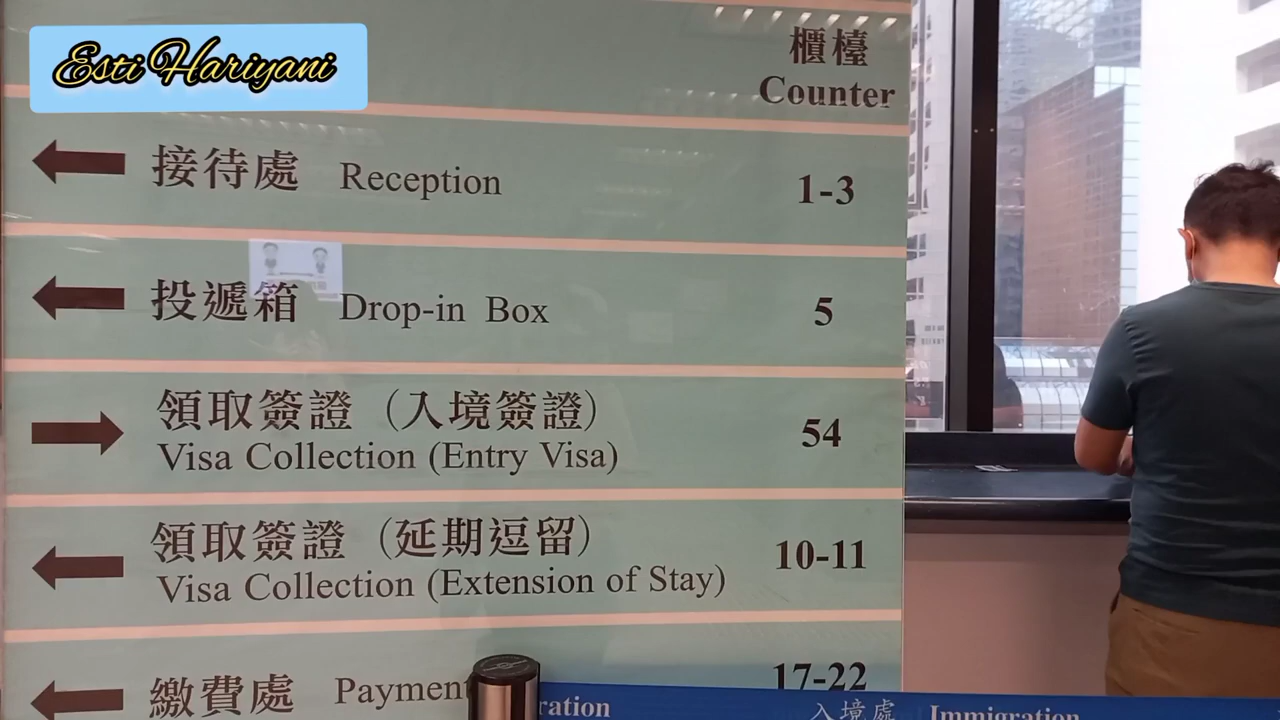 Esti Hariyani
櫃檯
Counter
接待處 Reception 1-3
投遞箱 Drop-in Box 5
領取簽證（入境簽證）
Visa Collection (Entry Visa) 54
領取簽證（延期逗留）
Visa Collection (Extension of Stay) 10-11
繳費處 Payment 17-22
ration 入境處 Immigration